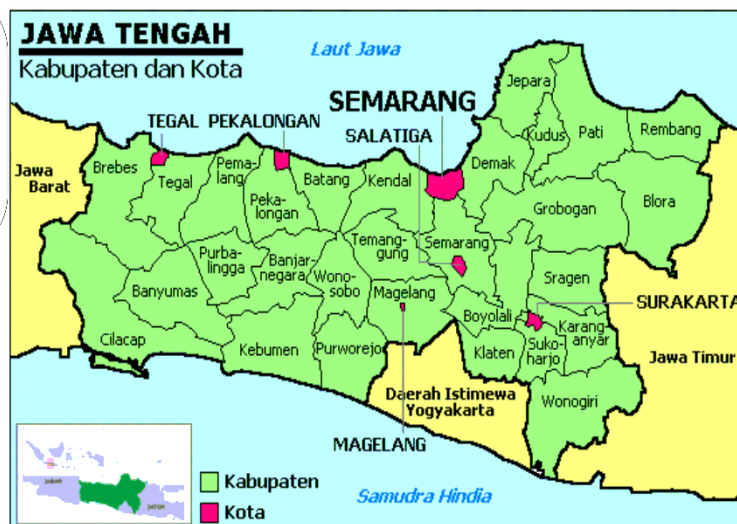 JAWA TENGAH
Kabupaten dan Kota
Laut Jawa
Jepara
SEMARANG
TEGAL
PEKALONGAN
SALATIGA
Kudus
Pati
Rembang
Demak
Brebes
Tegal
Pema-
lang
Batang
Kendal
Jawa
Barat
Peka-
longan
Grobogan
Blora
Temang-
gung
Semarang
Purba-
lingga
Banjar-
negara
Wono-
sobo
Sragen
Banyumas
Magelang
Boyolali
SURAKARTA
Karang-
anyar
Cilacap
Kebumen
Purworejo
Klaten
Suko-
harjo
Jawa Timur
Daerah Istimewa
Yogyakarta
Wonogiri
MAGELANG
Kabupaten
Kota
Samudra Hindia